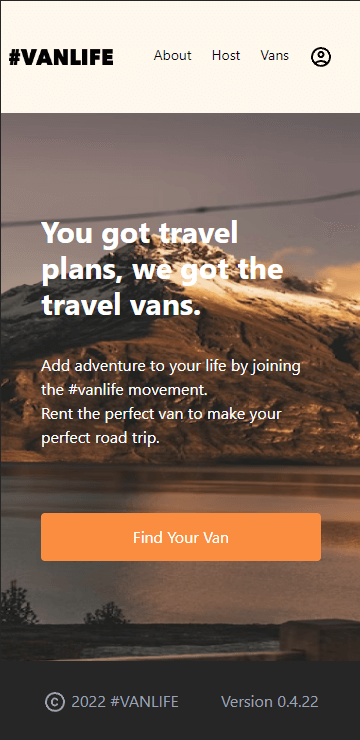 #VANLIFE About Host Vans
You got travel
plans, we got the
travel vans.
Add adventure to your life by joining
the #vanlife movement.
Rent the perfect van to make your
perfect road trip.
Find Your Van
© 2022 #VANLIFE Version 0.4.22